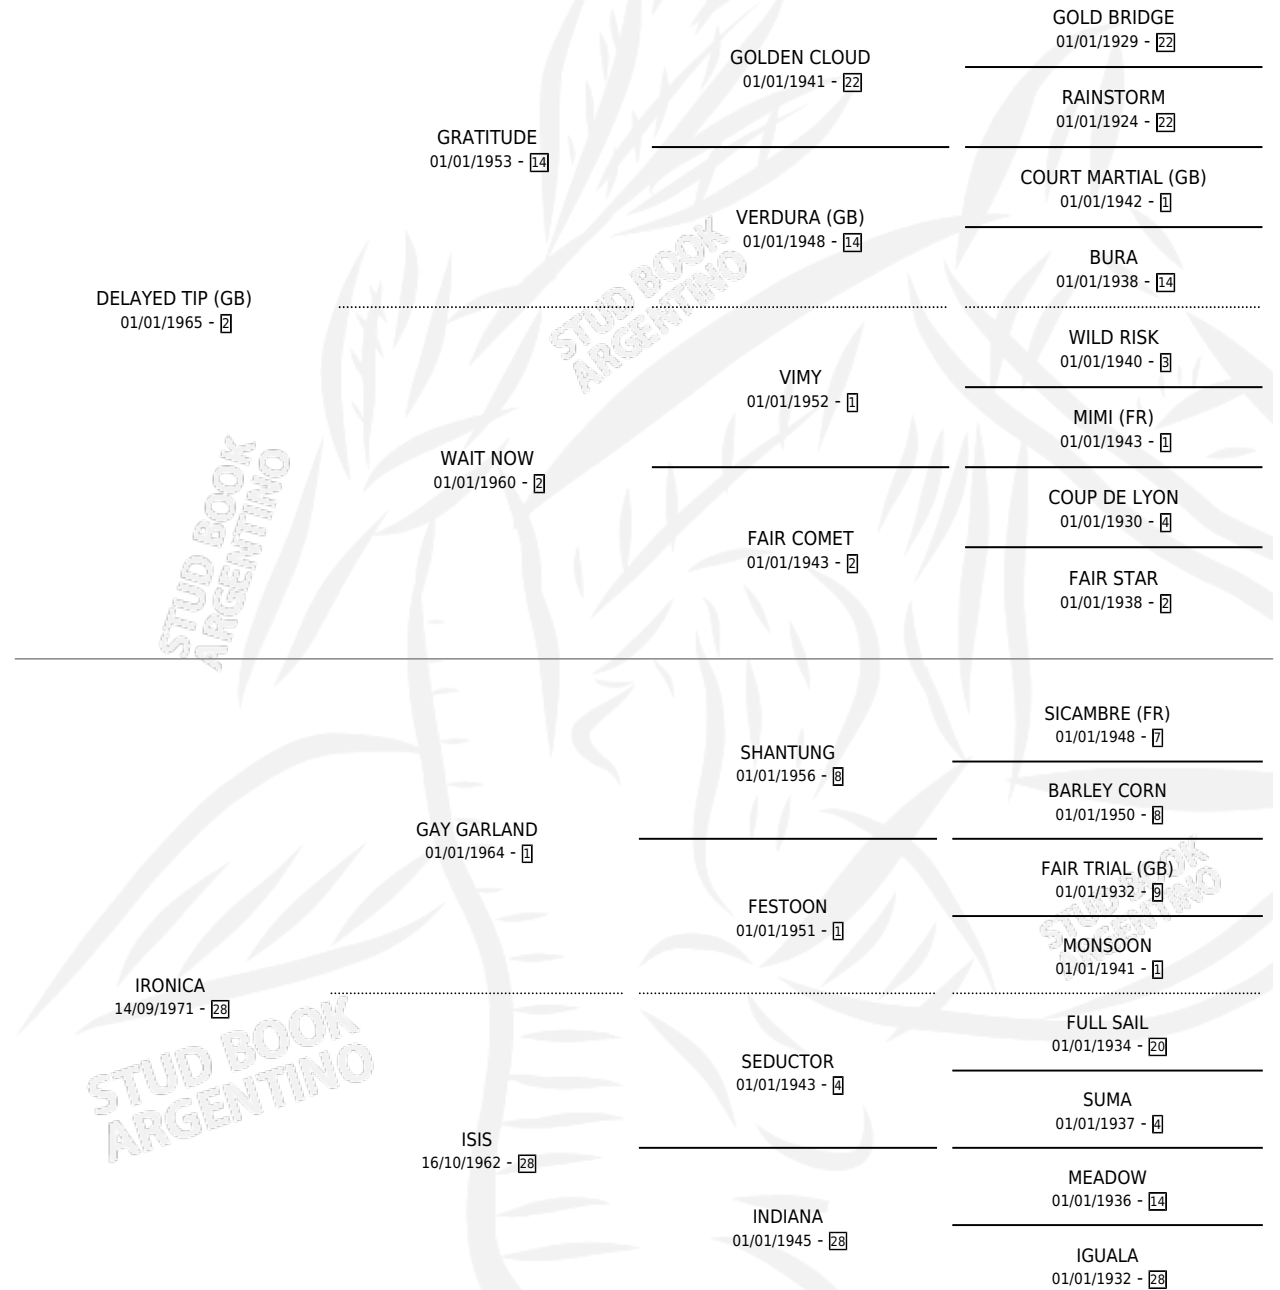 GOLD BRIDGE
01/01/1929 - 22
GOLDEN CLOUD
01/01/1941 - 22
RAINSTORM
01/01/1924 - 22
GRATITUDE
01/01/1953 - 14
COURT MARTIAL (GB)
01/01/1942 - 1
VERDURA (GB)
01/01/1948 - 14
BURA
01/01/1938 - 14
DELAYED TIP (GB)
01/01/1965 - 2
STUD BOOK
ARGENTINO
WILD RISK
01/01/1940 - 3
VIMY
01/01/1952 - 1
MIMI (FR)
01/01/1943 - 1
WAIT NOW
01/01/1960 - 2
COUP DE LYON
01/01/1930 - 4
FAIR COMET
01/01/1943 - 2
FAIR STAR
01/01/1938 - 2
STUD BOOK
ARGENTINO
SICAMBRE (FR)
01/01/1948 - 7
SHANTUNG
01/01/1956 - 8
BARLEY CORN
01/01/1950 - 8
GAY GARLAND
01/01/1964 - 1
FAIR TRIAL (GB)
01/01/1932 - 9
STUD BOOK
ARGENTINO
FESTOON
01/01/1951 - 1
MONSOON
01/01/1941 - 1
IRONICA
14/09/1971 - 28
STUD BOOK
ARGENTINO
FULL SAIL
01/01/1934 - 20
SEDUCTOR
01/01/1943 - 4
SUMA
01/01/1937 - 4
ISIS
16/10/1962 - 28
MEADOW
01/01/1936 - 14
INDIANA
01/01/1945 - 28
IGUALA
01/01/1932 - 28